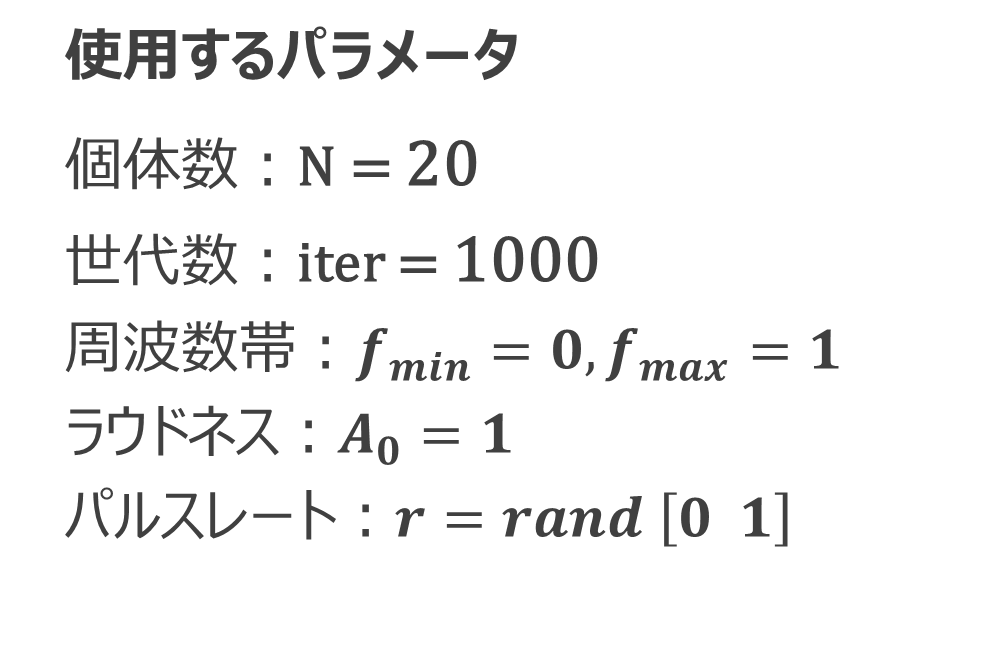 使用するパラメータ
個体数：N = 20
世代数：iter = 1000
周波数帯：f_min = 0, f_max = 1
ラウドネス：A_0 = 1
パルスレート：r = rand [0 1]